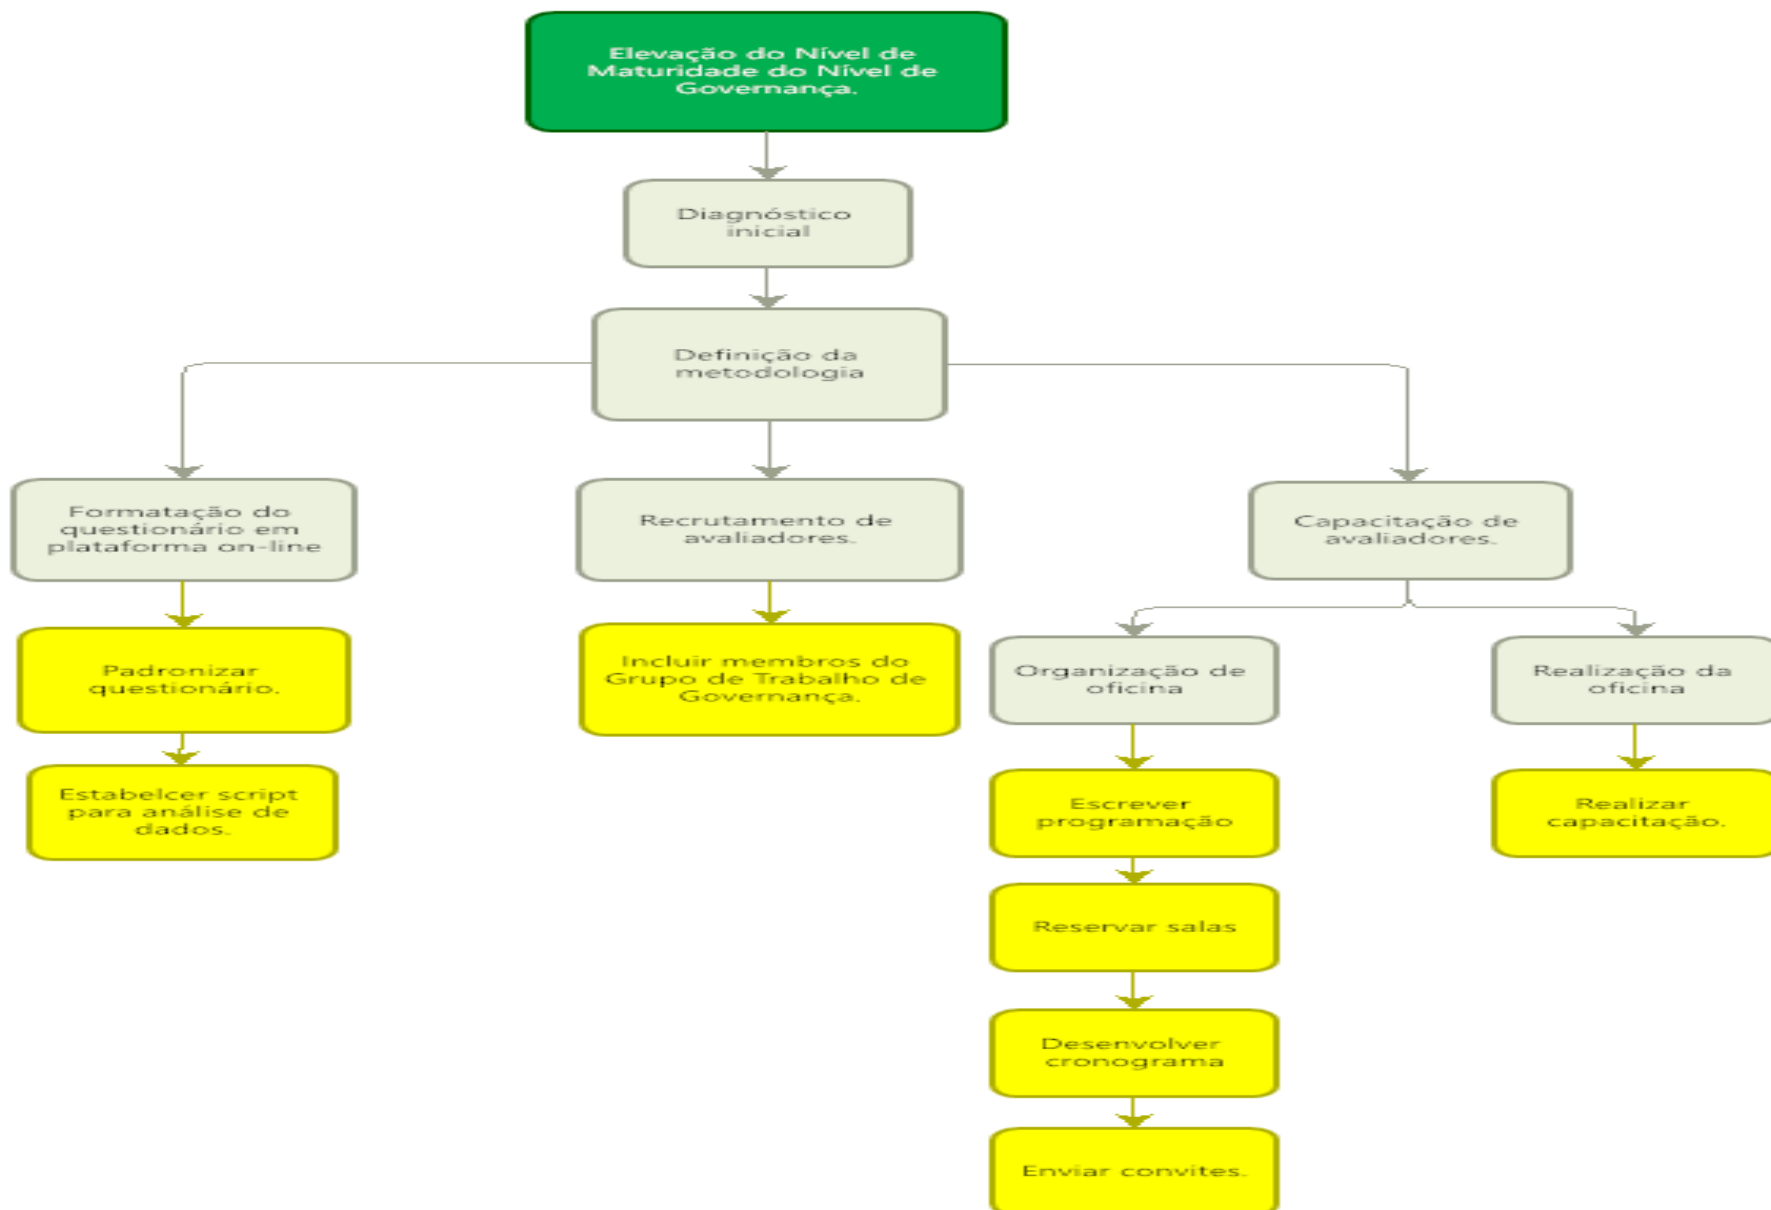 Elevação do Nível de
Maturidade do Nível de
Governança.
Diagnóstico
inicial
Definição da
metodologia
Formatação do
questionário em
plataforma on-line
Recrutamento de
avaliadores.
Capacitação de
avaliadores.
Padronizar
questionário.
Incluir membros do
Grupo de Trabalho de
Governança.
Organização de
oficina
Realização da
oficina
Estabelcer script
para análise de
dados.
Escrever
programação
Realizar
capacitação.
Reservar salas
Desenvolver
cronograma
Enviar convites.